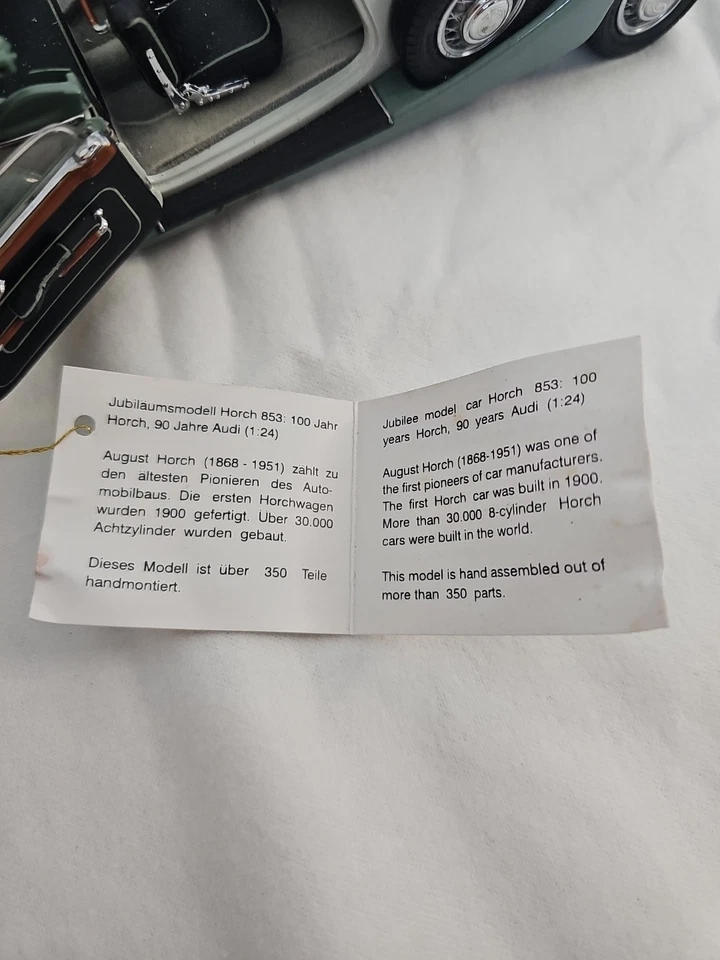 Jubiläumsmodell Horch 853: 100 Jahr
Horch, 90 Jahre Audi (1:24)
August Horch (1868 - 1951) zählt zu
den ältesten Pionieren des Auto-
mobilbaus. Die ersten Horchwagen
wurden 1900 gefertigt. Über 30.000
Achtzylinder wurden gebaut.
Dieses Modell ist über 350 Teile
handmontiert.
Jubilee model car Horch 853: 100
years Horch, 90 years Audi (1:24)
August Horch (1868-1951) was one of
the first pioneers of car manufacturers.
The first Horch car was built in 1900.
More than 30.000 8-cylinder Horch
cars were built in the world.
This model is hand assembled out of
more than 350 parts.